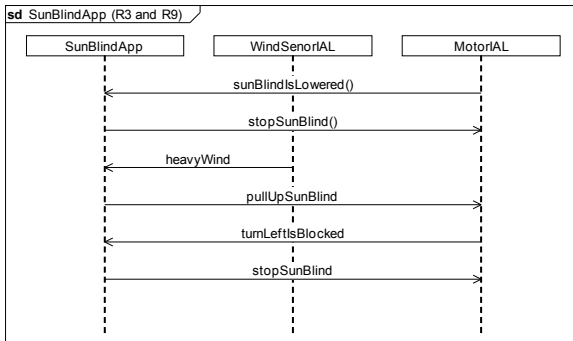 sd SunBlindApp (R3 and R9)
SunBlindApp WindSenorIAL MotorIAL
sunBlindIsLowered()
stopSunBlind()
heavyWind
pullUpSunBlind
turnLeftIsBlocked
stopSunBlind